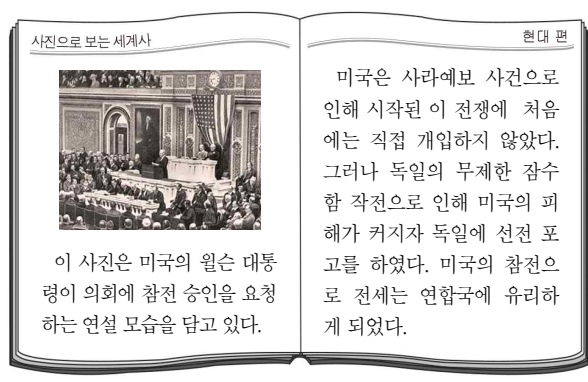 사진으로 보는 세계사
이 사진은 미국의 윌슨 대통
령이 의회에 참전 승인을 요청
하는 연설 모습을 담고 있다.
현대 편
미국은 사라예보 사건으로
인해 시작된 이 전쟁에 처음
에는 직접 개입하지 않았다.
그러나 독일의 무제한 잠수
함 작전으로 인해 미국의 피
해가 커지자 독일에 선전 포
고를 하였다. 미국의 참전으
로 전세는 연합국에 유리하
게 되었다.